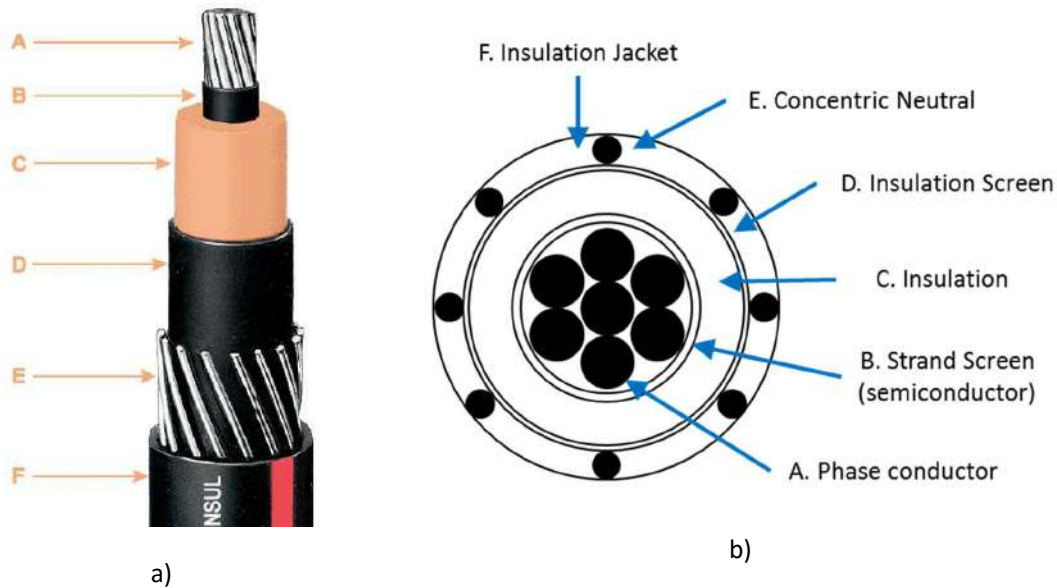 A
B
C
D
E
F
NSUL
a)
F. Insulation Jacket
E. Concentric Neutral
D. Insulation Screen
C. Insulation
B. Strand Screen
(semiconductor)
A. Phase conductor
b)